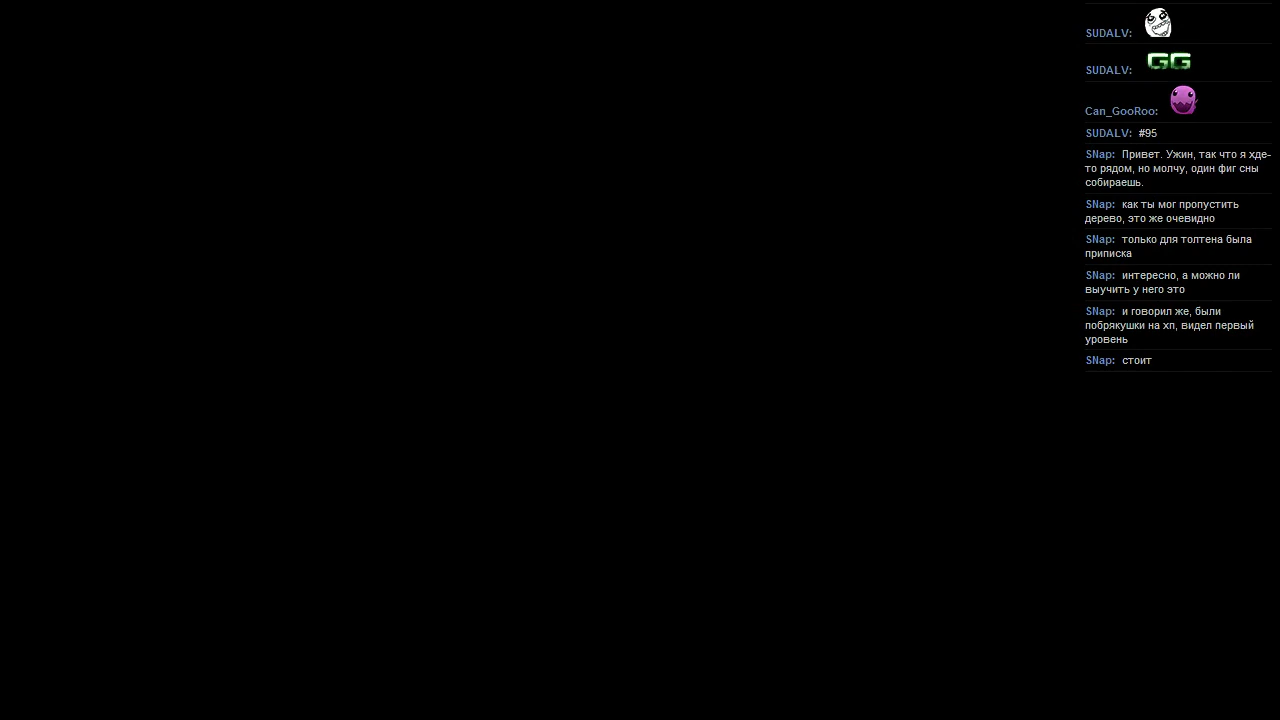 SUDALV:
SUDALV: GG
Can_GooRoo:
SUDALV: #95
SNap: Привет. Ужин, так что я хде-
то рядом, но молчу, один фиг сны
собираешь.
SNap: как ты мог пропустить
дерево, это же очевидно
SNap: только для толтена была
приписка
SNap: интересно, а можно ли
выучить у него это
SNap: и говорил же, были
побрякушки на хп, видел первый
уровень
SNap: стоит